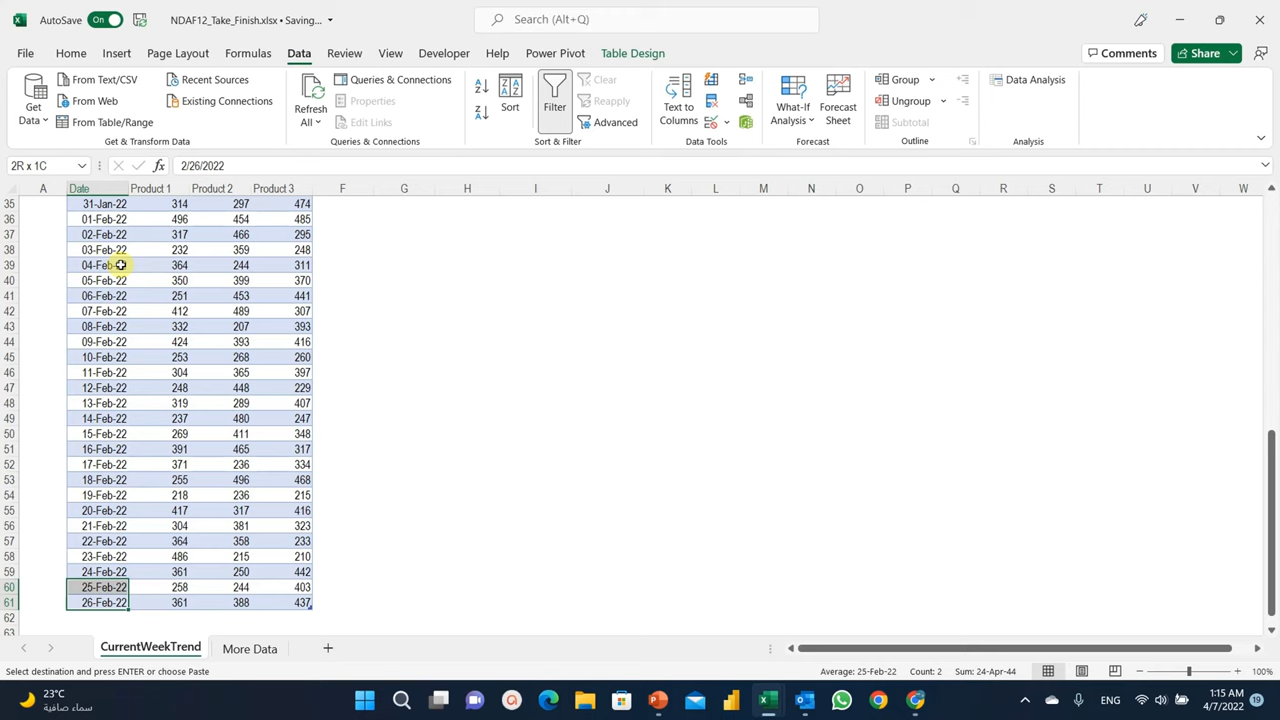 AutoSave On NDAF12_Take_Finish.xlsx • Saving... Search (Alt+Q)
File Home Insert Page Layout Formulas Data Review View Developer Help Power Pivot Table Design Comments Share
From Text/CSV Recent Sources Queries & Connections Clear Group Data Analysis
From Web Existing Connections Properties Reapply Ungroup
Get Data From Table/Range Refresh All Edit Links Sort Filter Advanced Text to Columns What-If Analysis Forecast Sheet Subtotal
Get & Transform Data Queries & Connections Sort & Filter Data Tools Forecast Outline Analysis
2R x 1C fx 2/26/2022
A Date Product 1 Product 2 Product 3 F G H I J K L M N O P Q R S T U V W
35 31-Jan-22 314 297 474
36 01-Feb-22 496 454 485
37 02-Feb-22 317 466 295
38 03-Feb-22 232 359 248
39 04-Feb-22 364 244 311
40 05-Feb-22 350 399 370
41 06-Feb-22 251 453 441
42 07-Feb-22 412 489 307
43 08-Feb-22 332 207 393
44 09-Feb-22 424 393 416
45 10-Feb-22 253 268 260
46 11-Feb-22 304 365 397
47 12-Feb-22 248 448 229
48 13-Feb-22 319 289 407
49 14-Feb-22 237 480 247
50 15-Feb-22 269 411 348
51 16-Feb-22 391 465 317
52 17-Feb-22 371 236 334
53 18-Feb-22 255 496 468
54 19-Feb-22 218 236 215
55 20-Feb-22 417 317 416
56 21-Feb-22 304 381 323
57 22-Feb-22 364 358 233
58 23-Feb-22 486 215 210
59 24-Feb-22 361 250 442
60 25-Feb-22 258 244 403
61 26-Feb-22 361 388 437
62
63
CurrentWeekTrend More Data
Select destination and press ENTER or choose Paste Average: 25-Feb-22 Count: 2 Sum: 24-Apr-44 100%
23°C ENG 1:15 AM
سماء صافية 4/7/2022 19